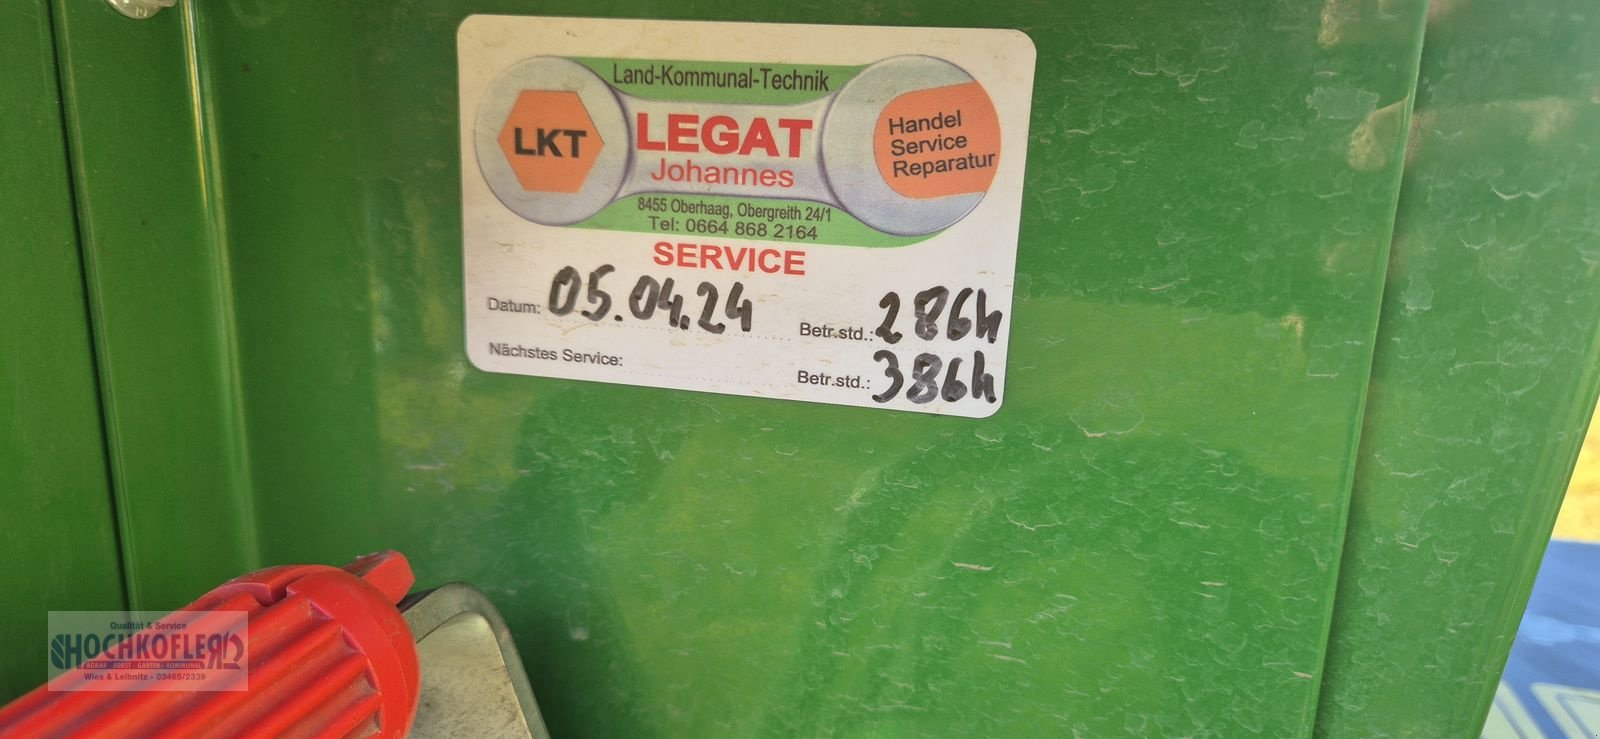 Land-Kommunal-Technik
LKT
LEGAT
Johannes
Handel
Service
Reparatur
8455 Oberhaag, Obergreith 24/1
Tel: 0664 868 2164
SERVICE
Datum: 05.04.24 Betr.std.: 286h
Nächstes Service: Betr.std.: 386h
Qualität & Service
HOCHKOFLER
AGRAR - FORST - GARTEN - KOMMUNAL
Wies & Leibnitz - 03465/2339